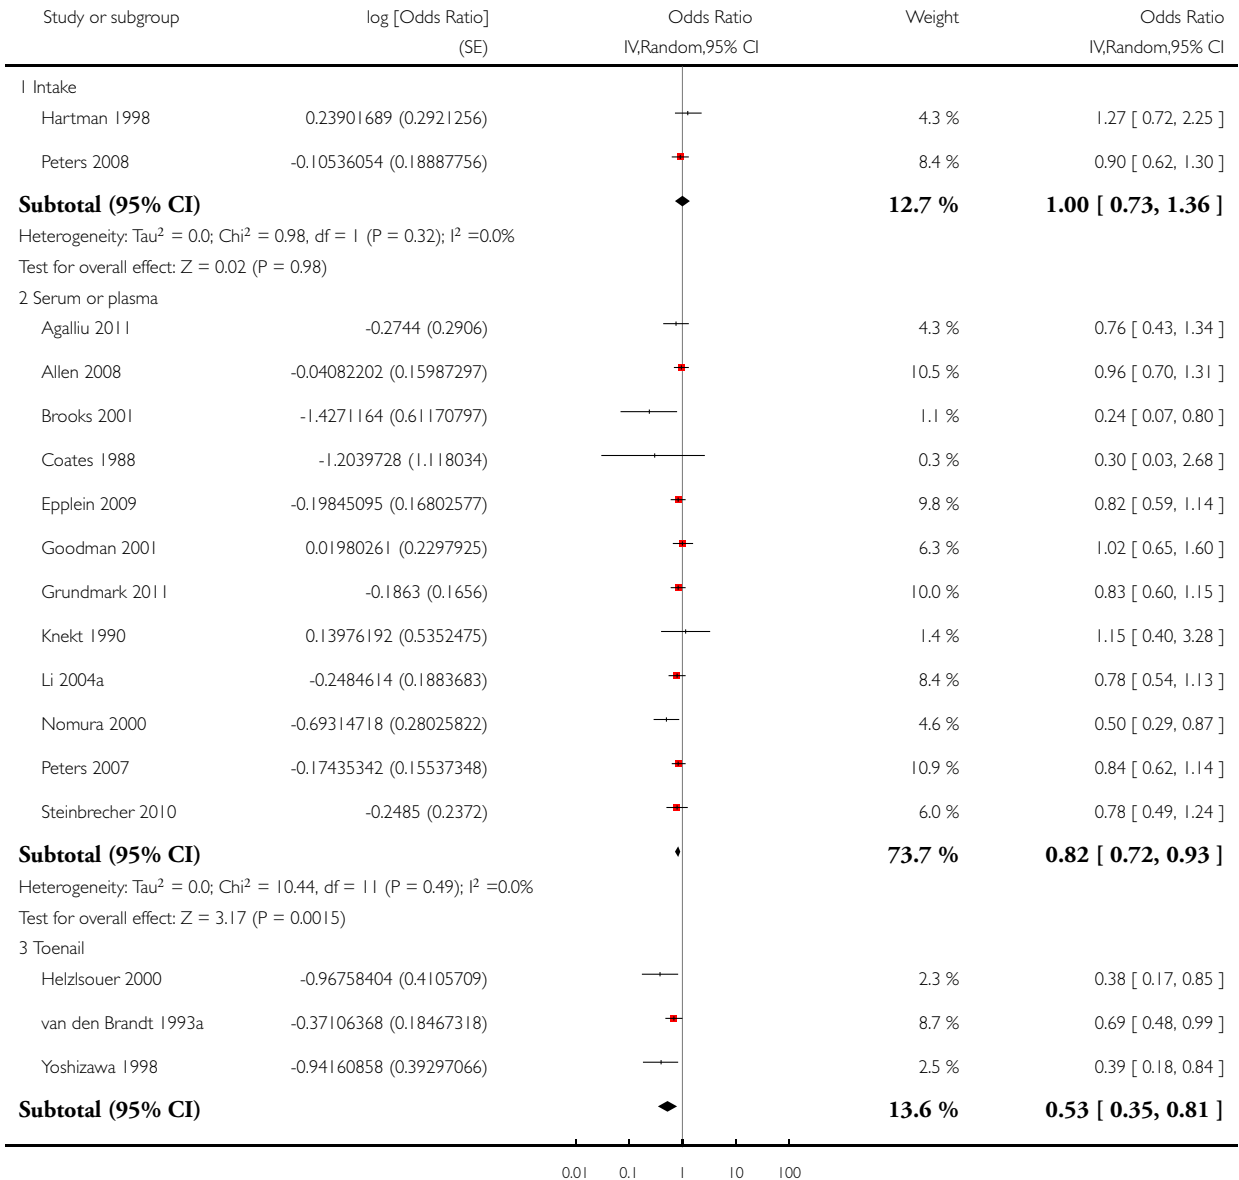 Study or subgroup log [Odds Ratio] Odds Ratio Weight Odds Ratio
(SE) IV,Random,95% CI IV,Random,95% CI
1 Intake
Hartman 1998 0.23901689 (0.2921256) 4.3 % 1.27 [ 0.72, 2.25 ]
Peters 2008 -0.10536054 (0.18887756) 8.4 % 0.90 [ 0.62, 1.30 ]
Subtotal (95% CI) 12.7 % 1.00 [ 0.73, 1.36 ]
Heterogeneity: Tau² = 0.0; Chi² = 0.98, df = 1 (P = 0.32); I² =0.0%
Test for overall effect: Z = 0.02 (P = 0.98)
2 Serum or plasma
Agalliu 2011 -0.2744 (0.2906) 4.3 % 0.76 [ 0.43, 1.34 ]
Allen 2008 -0.04082202 (0.15987297) 10.5 % 0.96 [ 0.70, 1.31 ]
Brooks 2001 -1.4271164 (0.61170797) 1.1 % 0.24 [ 0.07, 0.80 ]
Coates 1988 -1.2039728 (1.118034) 0.3 % 0.30 [ 0.03, 2.68 ]
Epplein 2009 -0.19845095 (0.16802577) 9.8 % 0.82 [ 0.59, 1.14 ]
Goodman 2001 0.01980261 (0.2297925) 6.3 % 1.02 [ 0.65, 1.60 ]
Grundmark 2011 -0.1863 (0.1656) 10.0 % 0.83 [ 0.60, 1.15 ]
Knekt 1990 0.13976192 (0.5352475) 1.4 % 1.15 [ 0.40, 3.28 ]
Li 2004a -0.2484614 (0.1883683) 8.4 % 0.78 [ 0.54, 1.13 ]
Nomura 2000 -0.69314718 (0.28025822) 4.6 % 0.50 [ 0.29, 0.87 ]
Peters 2007 -0.17435342 (0.15537348) 10.9 % 0.84 [ 0.62, 1.14 ]
Steinbrecher 2010 -0.2485 (0.2372) 6.0 % 0.78 [ 0.49, 1.24 ]
Subtotal (95% CI) 73.7 % 0.82 [ 0.72, 0.93 ]
Heterogeneity: Tau² = 0.0; Chi² = 10.44, df = 11 (P = 0.49); I² =0.0%
Test for overall effect: Z = 3.17 (P = 0.0015)
3 Toenail
Helzlsouer 2000 -0.96758404 (0.4105709) 2.3 % 0.38 [ 0.17, 0.85 ]
van den Brandt 1993a -0.37106368 (0.18467318) 8.7 % 0.69 [ 0.48, 0.99 ]
Yoshizawa 1998 -0.94160858 (0.39297066) 2.5 % 0.39 [ 0.18, 0.84 ]
Subtotal (95% CI) 13.6 % 0.53 [ 0.35, 0.81 ]
0.01 0.1 1 10 100